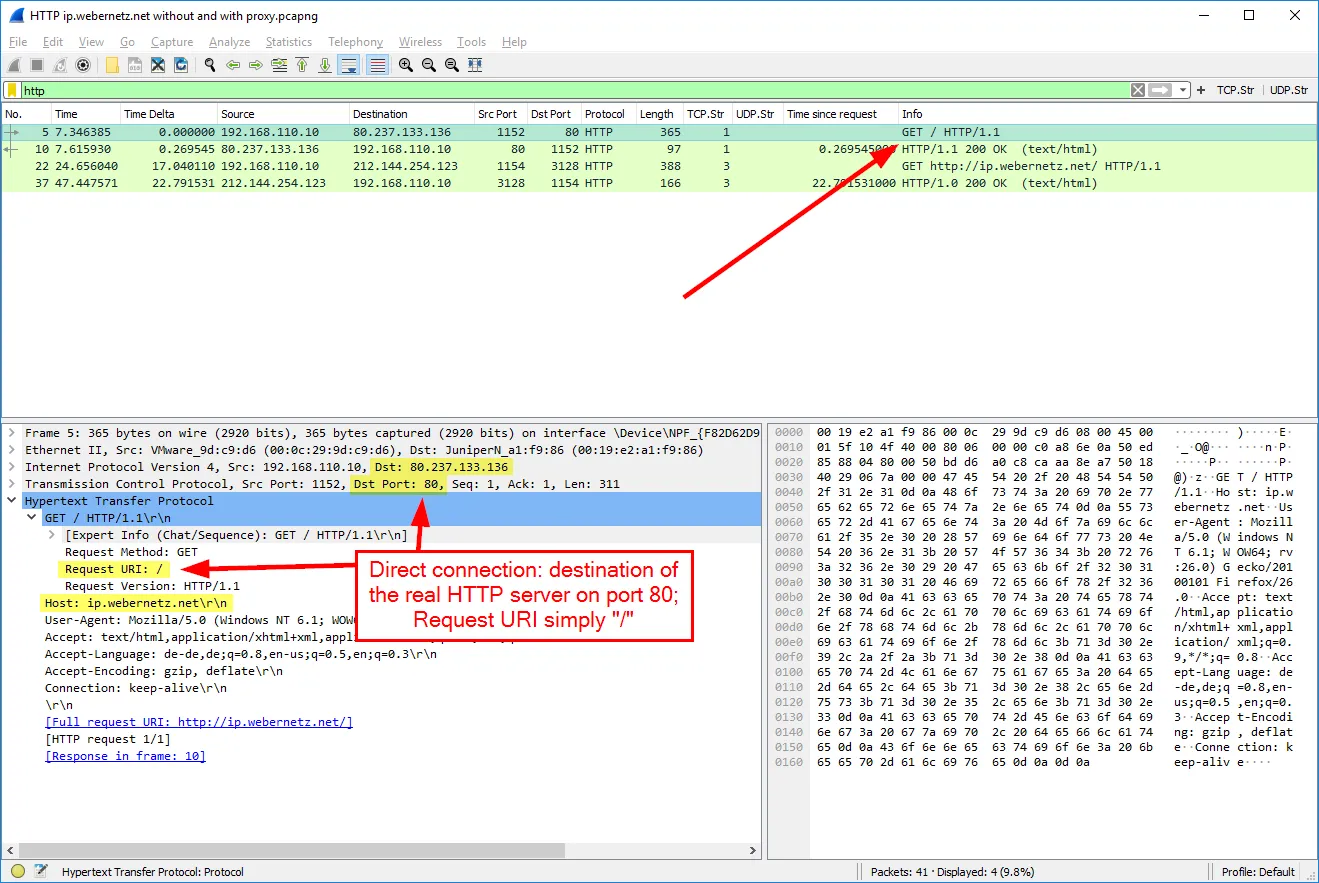 HTTP ip.webernetz.net without and with proxy.pcapng
File Edit View Go Capture Analyze Statistics Telephony Wireless Tools Help
http
TCP.Str UDP.Str
No. Time Time Delta Source Destination Src Port Dst Port Protocol Length TCP.Str UDP.Str Time since request Info
5 7.346385 0.000000 192.168.110.10 80.237.133.136 1152 80 HTTP 365 1 GET / HTTP/1.1
10 7.615930 0.269545 80.237.133.136 192.168.110.10 80 1152 HTTP 97 1 0.269545000 HTTP/1.1 200 OK (text/html)
22 24.656040 17.040110 192.168.110.10 212.144.254.123 1154 3128 HTTP 388 3 GET http://ip.webernetz.net/ HTTP/1.1
37 47.447571 22.791531 212.144.254.123 192.168.110.10 3128 1154 HTTP 166 3 22.791531000 HTTP/1.0 200 OK (text/html)
Frame 5: 365 bytes on wire (2920 bits), 365 bytes captured (2920 bits) on interface \Device\NPF_{F82D62D9
Ethernet II, Src: VMware_9d:c9:d6 (00:0c:29:9d:c9:d6), Dst: JuniperN_a1:f9:86 (00:19:e2:a1:f9:86)
Internet Protocol Version 4, Src: 192.168.110.10, Dst: 80.237.133.136
Transmission Control Protocol, Src Port: 1152, Dst Port: 80, Seq: 1, Ack: 1, Len: 311
Hypertext Transfer Protocol
GET / HTTP/1.1\r\n
[Expert Info (Chat/Sequence): GET / HTTP/1.1\r\n]
Request Method: GET
Request URI: /
Request Version: HTTP/1.1
Host: ip.webernetz.net\r\n
User-Agent: Mozilla/5.0 (Windows NT 6.1; WOW
Accept: text/html,application/xhtml+xml,appl
Accept-Language: de-de,de;q=0.8,en-us;q=0.5,en;q=0.3\r\n
Accept-Encoding: gzip, deflate\r\n
Connection: keep-alive\r\n
\r\n
[Full request URI: http://ip.webernetz.net/]
[HTTP request 1/1]
[Response in frame: 10]
Direct connection: destination of
the real HTTP server on port 80;
Request URI simply "/"
0000 00 19 e2 a1 f9 86 00 0c 29 9d c9 d6 08 00 45 00 ········ )·····E·
0010 01 5f 10 4f 40 00 80 06 00 00 c0 a8 6e 0a 50 ed ·_·O@··· ····n·P·
0020 85 88 04 80 00 50 bd d6 a0 c8 ca aa 8e a7 50 18 ·····P·· ······P·
0030 40 29 06 7a 00 00 47 45 54 20 2f 20 48 54 54 50 @)·z··GE T / HTTP
0040 2f 31 2e 31 0d 0a 48 6f 73 74 3a 20 69 70 2e 77 /1.1··Ho st: ip.w
0050 65 62 65 72 6e 65 74 7a 2e 6e 65 74 0d 0a 55 73 ebernetz .net··Us
0060 65 72 2d 41 67 65 6e 74 3a 20 4d 6f 7a 69 6c 6c er-Agent : Mozill
0070 61 2f 35 2e 30 20 28 57 69 6e 64 6f 77 73 20 4e a/5.0 (W indows N
0080 54 20 36 2e 31 3b 20 57 4f 57 36 34 3b 20 72 76 T 6.1; W OW64; rv
0090 3a 32 36 2e 30 29 20 47 65 63 6b 6f 2f 32 30 31 :26.0) G ecko/201
00a0 30 30 31 30 31 20 46 69 72 65 66 6f 78 2f 32 36 00101 Fi refox/26
00b0 2e 30 0d 0a 41 63 63 65 70 74 3a 20 74 65 78 74 .0··Acce pt: text
00c0 2f 68 74 6d 6c 2c 61 70 70 6c 69 63 61 74 69 6f /html,ap plicatio
00d0 6e 2f 78 68 74 6d 6c 2b 78 6d 6c 2c 61 70 70 6c n/xhtml+ xml,appl
00e0 69 63 61 74 69 6f 6e 2f 78 6d 6c 3b 71 3d 30 2e ication/ xml;q=0.
00f0 39 2c 2a 2f 2a 3b 71 3d 30 2e 38 0d 0a 41 63 63 9,*/*;q= 0.8··Acc
0100 65 70 74 2d 4c 61 6e 67 75 61 67 65 3a 20 64 65 ept-Lang uage: de
0110 2d 64 65 2c 64 65 3b 71 3d 30 2e 38 2c 65 6e 2d -de,de;q =0.8,en-
0120 75 73 3b 71 3d 30 2e 35 2c 65 6e 3b 71 3d 30 2e us;q=0.5 ,en;q=0.
0130 33 0d 0a 41 63 63 65 70 74 2d 45 6e 63 6f 64 69 3··Accep t-Encodi
0140 6e 67 3a 20 67 7a 69 70 2c 20 64 65 66 6c 61 74 ng: gzip , deflat
0150 65 0d 0a 43 6f 6e 6e 65 63 74 69 6f 6e 3a 20 6b e··Conne ction: k
0160 65 65 70 2d 61 6c 69 76 65 0d 0a 0d 0a eep-aliv e····
Hypertext Transfer Protocol: Protocol
Packets: 41 · Displayed: 4 (9.8%)
Profile: Default